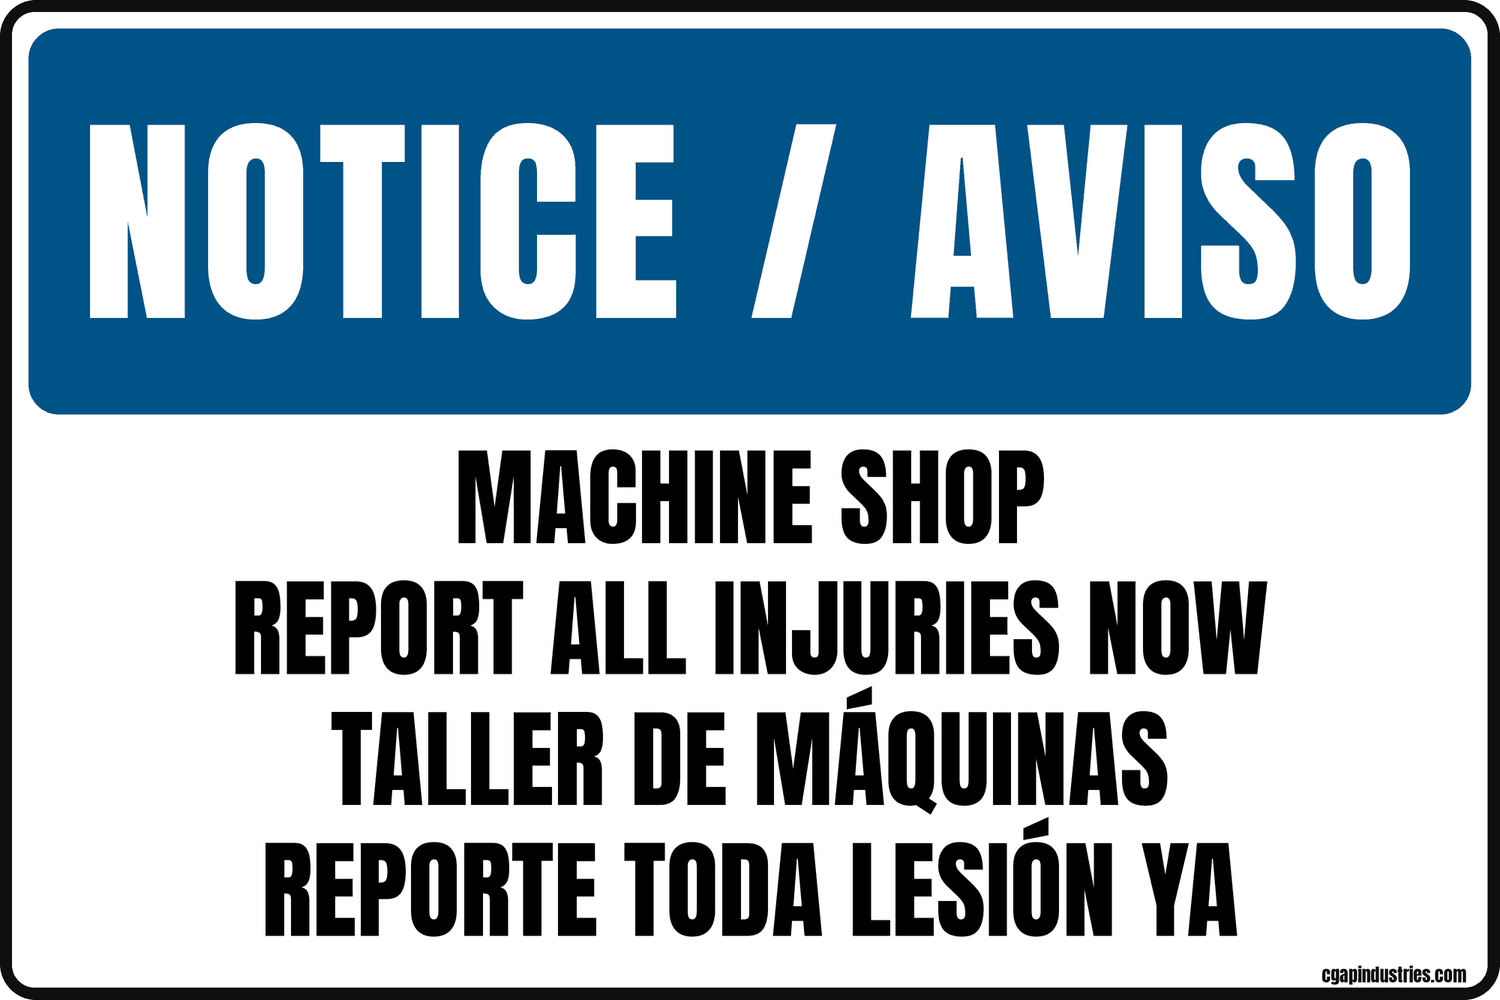 NOTICE / AVISO
MACHINE SHOP
REPORT ALL INJURIES NOW
TALLER DE MÁQUINAS
REPORTE TODA LESIÓN YA
cgapindustries.com